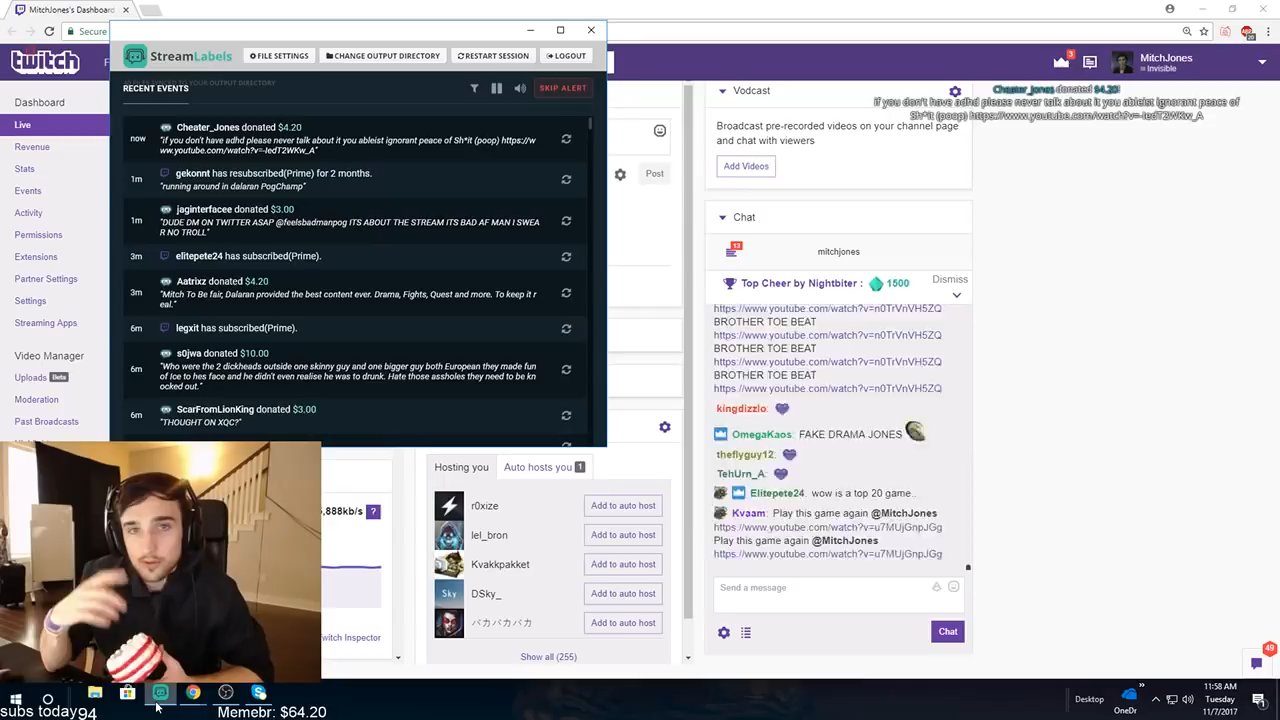 MitchJones's Dashboard
Secure
twitch
F
3
MitchJones
Invisible
StreamLabels
FILE SETTINGS
CHANGE OUTPUT DIRECTORY
RESTART SESSION
LOGOUT
RECENT EVENTS
SKIP ALERT
now
Cheater_Jones donated $4.20
"if you don't have adhd please never talk about it you ableist ignorant peace of Sh*it (poop) https://w
ww.youtube.com/watch?v=-IedT2WKw_A"
1m
gekonnt has resubscribed(Prime) for 2 months.
"running around in dalaran PogChamp"
1m
jaginterfacee donated $3.00
"DUDE DM ON TWITTER ASAP @feelsbadmanpog ITS ABOUT THE STREAM ITS BAD AF MAN I SWEA
R NO TROLL"
3m
elitepete24 has subscribed(Prime).
3m
Aatrixz donated $4.20
"Mitch To Be fair, Dalaran provided the best content ever. Drama, Fights, Quest and more. To keep it r
eal."
6m
legxit has subscribed(Prime).
6m
s0jwa donated $10.00
"Who were the 2 dickheads outside one skinny guy and one bigger guy both European they made fun
of Ice to hes face and he didn't even realise he was to drunk. Hate those assholes they need to be kn
ocked out."
6m
ScarFromLionKing donated $3.00
"THOUGHT ON XQC?"
Dashboard
Live
Revenue
Stats
Events
Activity
Permissions
Extensions
Partner Settings
Settings
Streaming Apps
Video Manager
Uploads Beta
Moderation
Past Broadcasts
Post
Vodcast
Cheater_Jones donated $4.20!
if you don't have adhd please never talk about it you ableist ignorant peace of
Sh*it (poop) https://www.youtube.com/watch?v=-IedT2WKw_A
Broadcast pre-recorded videos on your channel page
and chat with viewers
Add Videos
Chat
13
mitchjones
Top Cheer by Nightbiter : 1500
Dismiss
https://www.youtube.com/watch?v=n0TrVnVH5ZQ
BROTHER TOE BEAT
https://www.youtube.com/watch?v=n0TrVnVH5ZQ
BROTHER TOE BEAT
https://www.youtube.com/watch?v=n0TrVnVH5ZQ
BROTHER TOE BEAT
https://www.youtube.com/watch?v=n0TrVnVH5ZQ
kingdizzlo:
OmegaKaos: FAKE DRAMA JONES
theflyguy12:
TehUrn_A:
Elitepete24: wow is a top 20 game..
Kvaam: Play this game again @MitchJones
https://www.youtube.com/watch?v=u7MUjGnpJGg
Play this game again @MitchJones
https://www.youtube.com/watch?v=u7MUjGnpJGg
Send a message
Chat
Hosting you
Auto hosts you 1
r0xize
Add to auto host
lel_bron
Add to auto host
Kvakkpakket
Add to auto host
Sky
DSky_
Add to auto host
バカバカバカ
Add to auto host
Show all (255)
,888kb/s
?
witch Inspector
49
subs today94
Memebr: $64.20
Desktop
OneDr
11:58 AM
Tuesday
11/7/2017